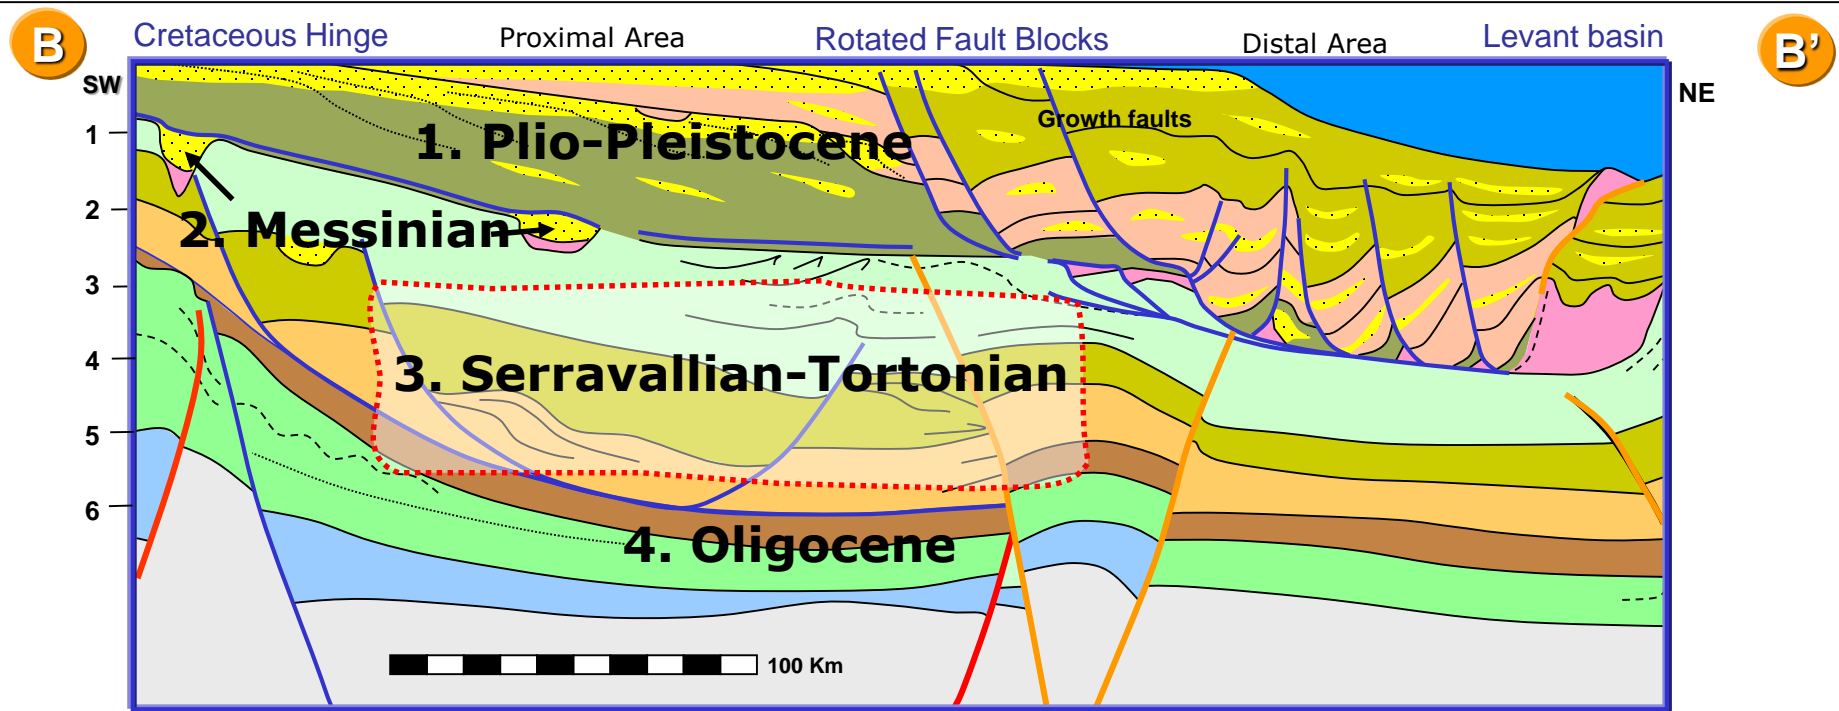 B
Cretaceous Hinge
Proximal Area
Rotated Fault Blocks
Distal Area
Levant basin
B’
SW
NE
Growth faults
1
1. Plio-Pleistocene
2
2. Messinian
3
3. Serravallian-Tortonian
4
5
6
4. Oligocene
100 Km